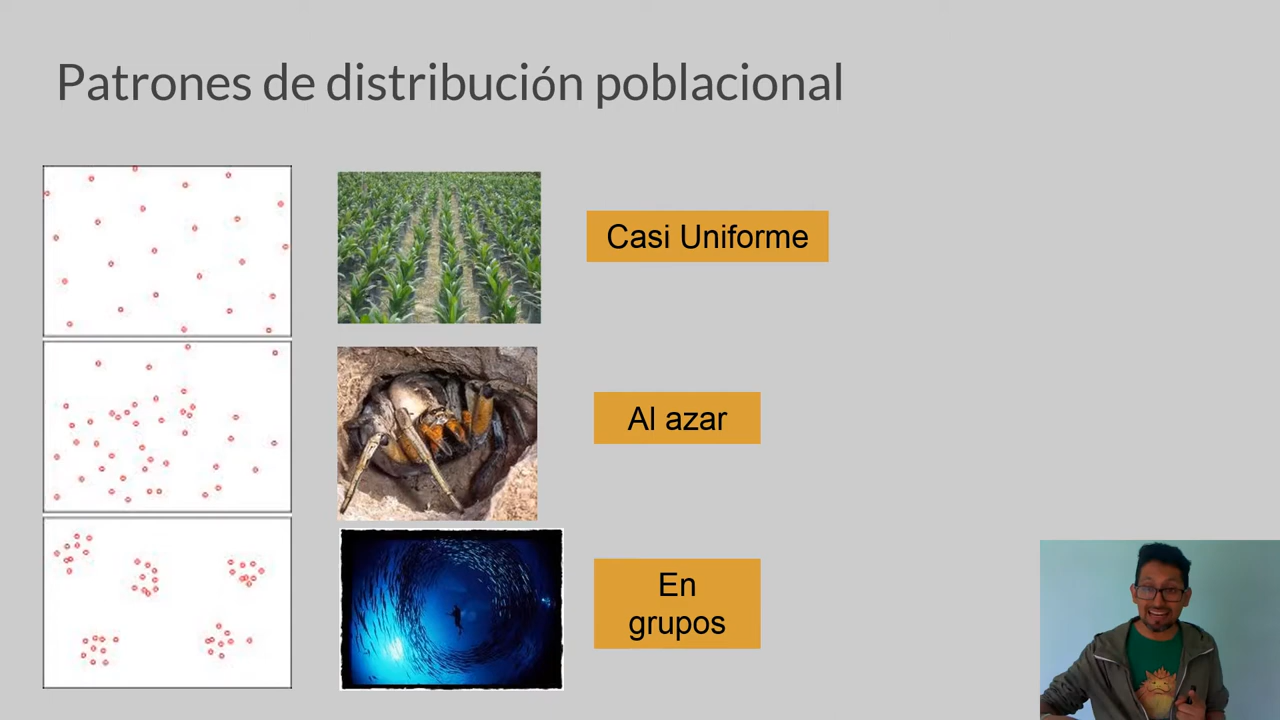 Patrones de distribución poblacional
Casi Uniforme
Al azar
En
grupos